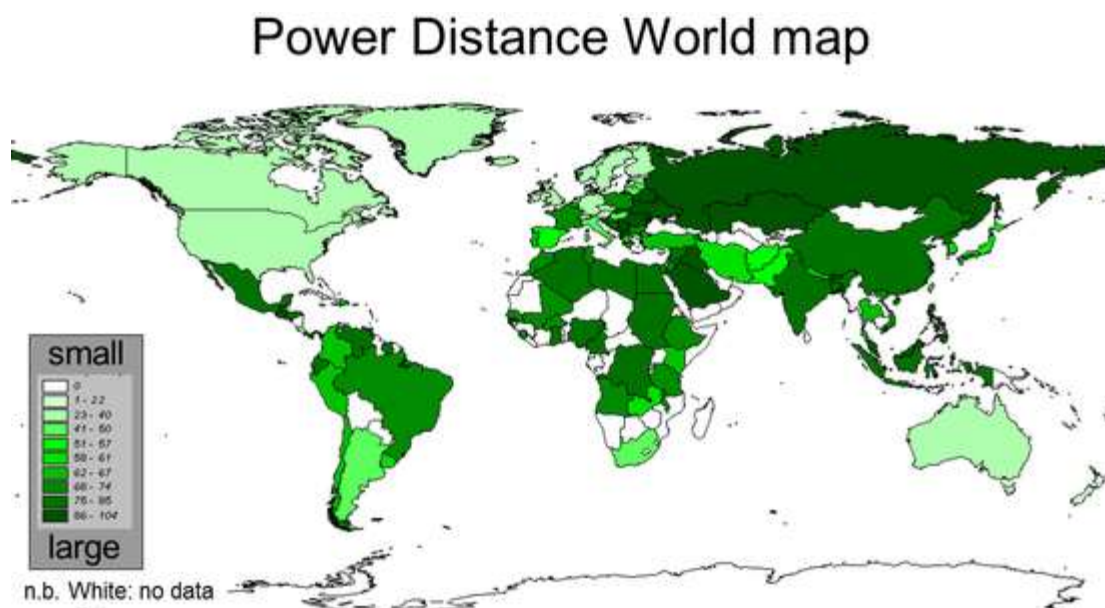 Power Distance World map
small
0
1 - 22
23 - 40
41 - 50
51 - 57
58 - 61
62 - 67
68 - 74
75 - 85
86 - 104
large
n.b. White: no data